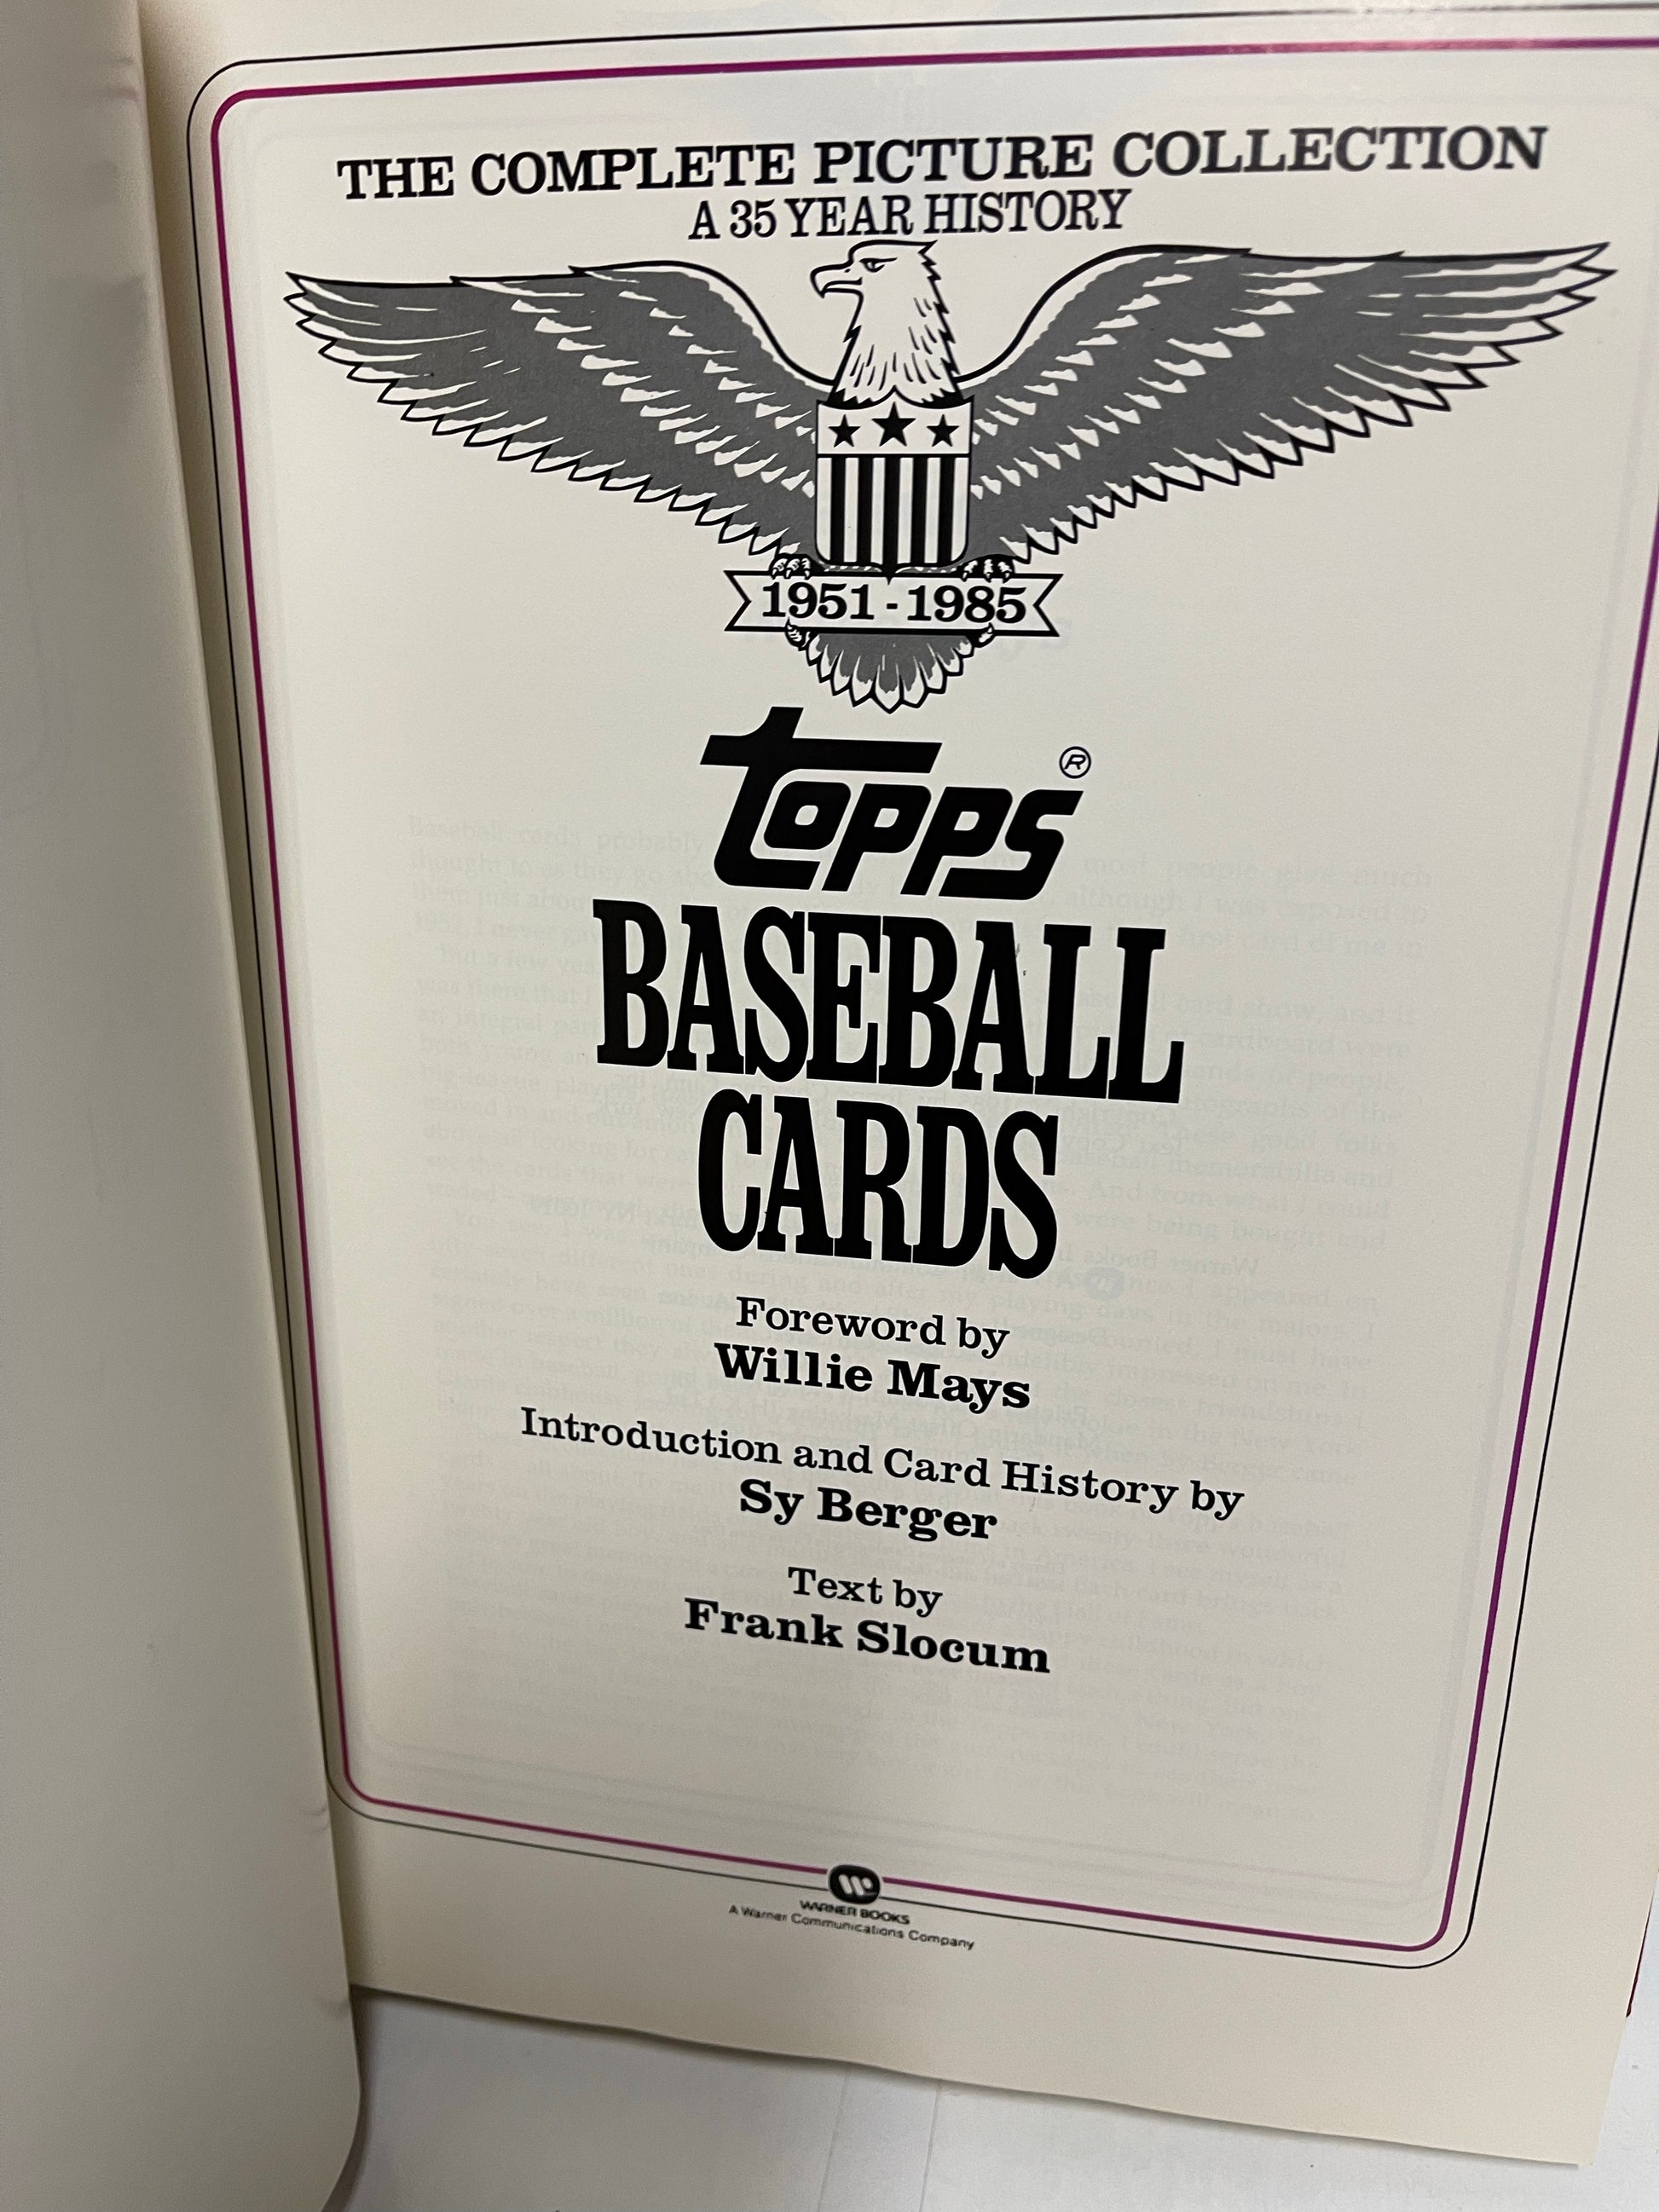 THE COMPLETE PICTURE COLLECTION
A 35 YEAR HISTORY
1951-1985
topps®
BASEBALL
CARDS
Foreword by
Willie Mays
Introduction and Card History by
Sy Berger
Text by
Frank Slocum
WARNER BOOKS
A Warner Communications Company